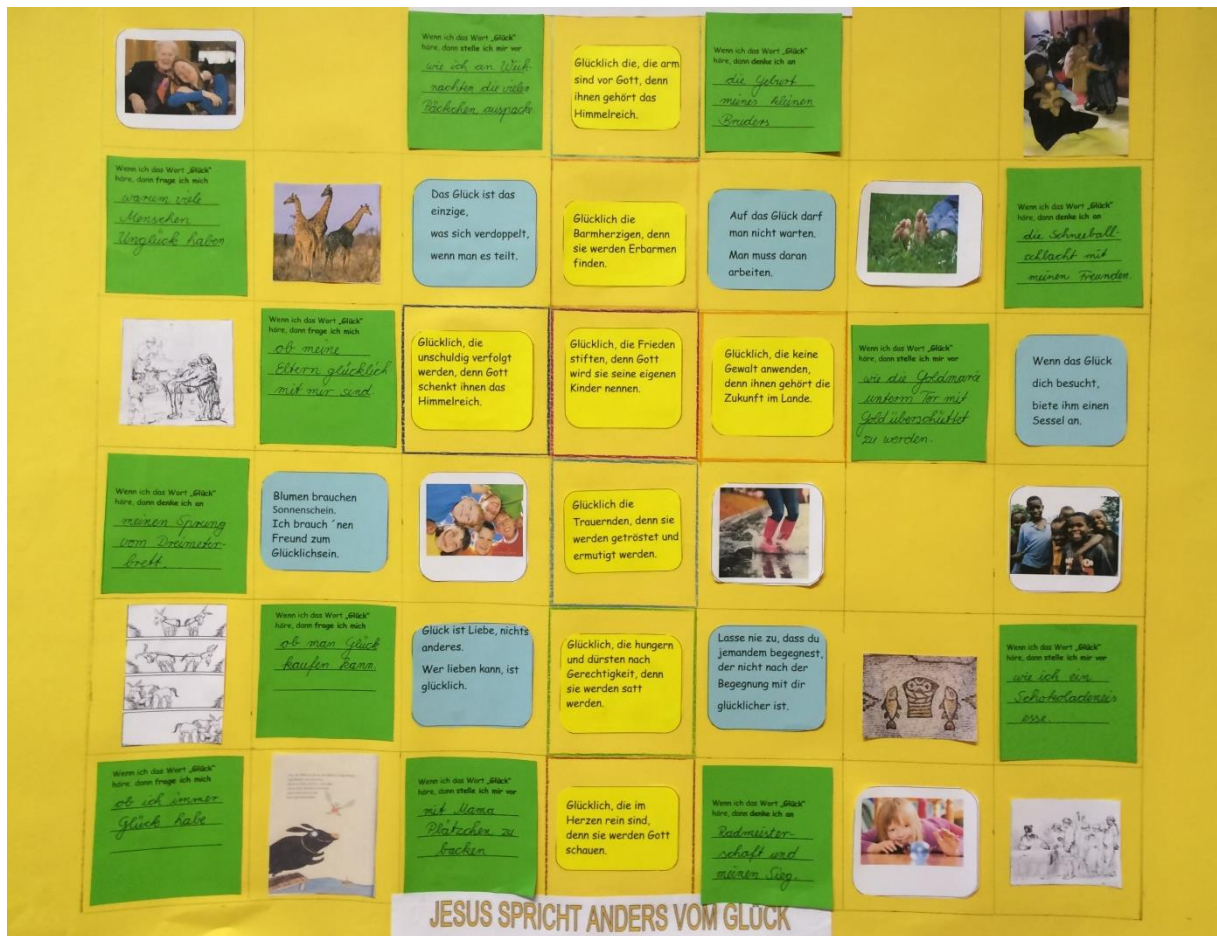 Wenn ich das Wort „Glück"
höre, dann stelle ich mir vor
wie ich an Weih-
nachten die vielen
Päckchen auspacke.
Glücklich die, die arm
sind vor Gott, denn
ihnen gehört das
Himmelreich.
Wenn ich das Wort „Glück"
höre, dann denke ich an
die Geburt
meines kleinen
Bruders
Wenn ich das Wort „Glück"
höre, dann frage ich mich
warum viele
Menschen
Unglück haben
Das Glück ist das
einzige,
was sich verdoppelt,
wenn man es teilt.
Glücklich die
Barmherzigen, denn
sie werden Erbarmen
finden.
Auf das Glück darf
man nicht warten.
Man muss daran
arbeiten.
Wenn ich das Wort „Glück"
höre, dann denke ich an
die Schneeball-
schlacht mit
meinen Freunden.
Wenn ich das Wort „Glück"
höre, dann frage ich mich
ob meine
Eltern glücklich
mit mir sind
Glücklich, die
unschuldig verfolgt
werden, denn Gott
schenkt ihnen das
Himmelreich.
Glücklich, die Frieden
stiften, denn Gott
wird sie seine eigenen
Kinder nennen.
Glücklich, die keine
Gewalt anwenden,
denn ihnen gehört die
Zukunft im Lande.
Wenn ich das Wort „Glück"
höre, dann stelle ich mir vor
wie die Goldmarie
unterm Tor mit
Gold überschüttet
zu werden.
Wenn das Glück
dich besucht,
biete ihm einen
Sessel an.
Wenn ich das Wort „Glück"
höre, dann denke ich an
meinen Sprung
vom Dreimeter-
brett.
Blumen brauchen
Sonnenschein.
Ich brauch ´nen
Freund zum
Glücklichsein.
Glücklich die
Trauernden, denn sie
werden getröstet und
ermutigt werden.
Wenn ich das Wort „Glück"
höre, dann frage ich mich
ob man Glück
kaufen kann.
Glück ist Liebe, nichts
anderes.
Wer lieben kann, ist
glücklich.
Glücklich, die hungern
und dürsten nach
Gerechtigkeit, denn
sie werden satt
werden.
Lasse nie zu, dass du
jemandem begegnest,
der nicht nach der
Begegnung mit dir
glücklicher ist.
Wenn ich das Wort „Glück"
höre, dann stelle ich mir vor
wie ich ein
Schokoladeneis
esse.
Wenn ich das Wort „Glück"
höre, dann frage ich mich
ob ich immer
Glück habe
Wenn ich das Wort „Glück"
höre, dann stelle ich mir vor
mit Mama
Plätzchen zu
backen
Glücklich, die im
Herzen rein sind,
denn sie werden Gott
schauen.
Wenn ich das Wort „Glück"
höre, dann denke ich an
Radmeister-
schaft und
meinen Sieg.
JESUS SPRICHT ANDERS VOM GLÜCK